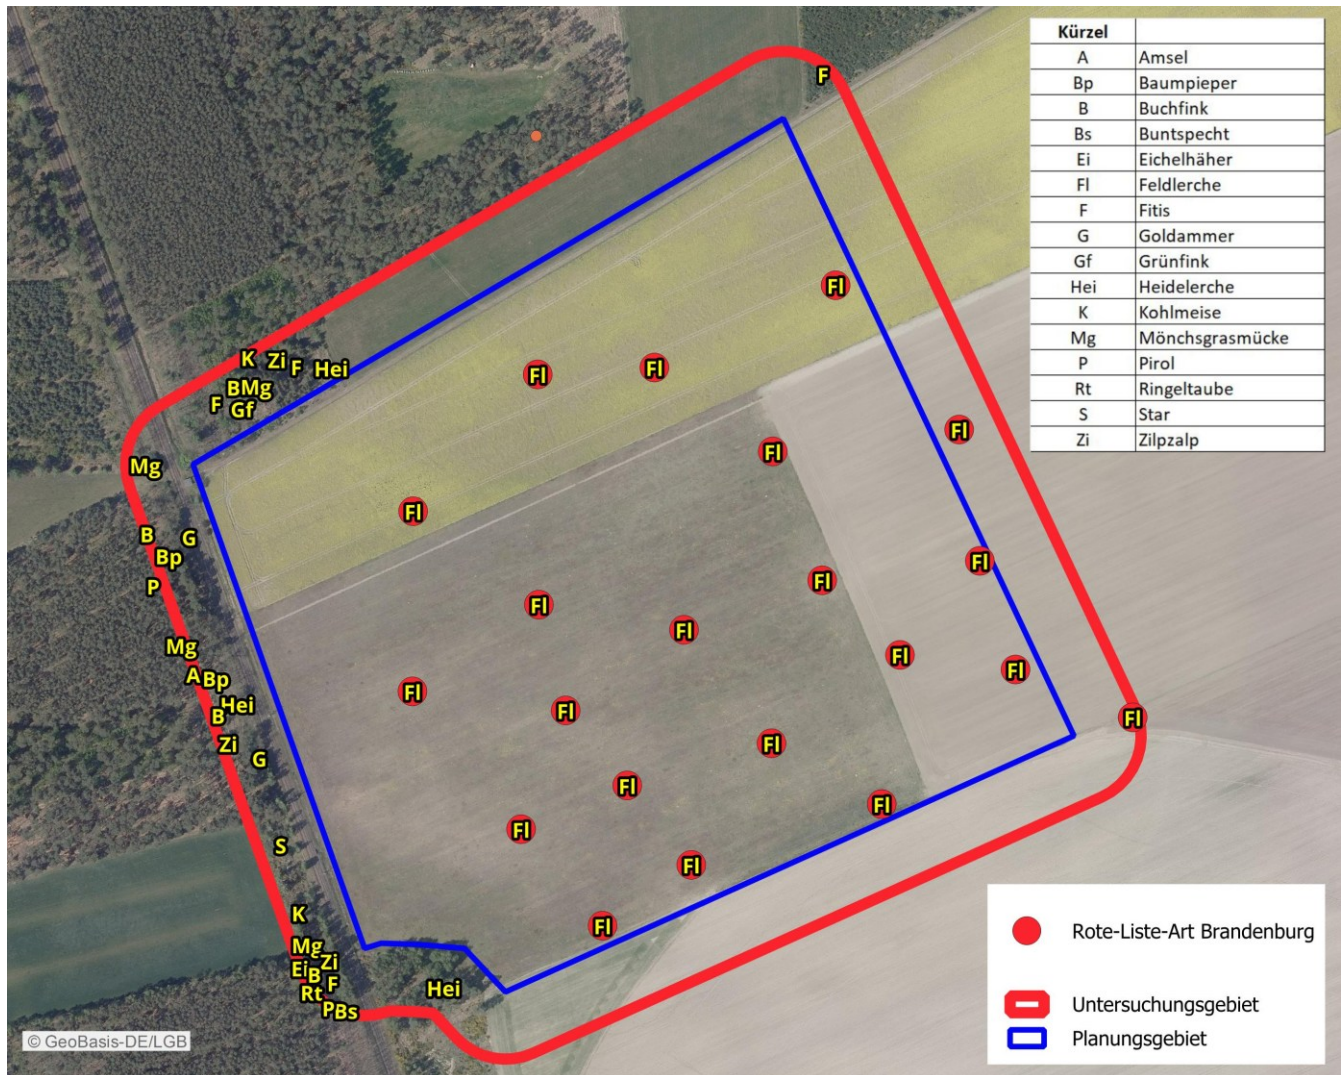 Kürzel
A Amsel
Bp Baumpieper
B Buchfink
Bs Buntspecht
Ei Eichelhäher
Fl Feldlerche
F Fitis
G Goldammer
Gf Grünfink
Hei Heidelerche
K Kohlmeise
Mg Mönchsgrasmücke
P Pirol
Rt Ringeltaube
S Star
Zi Zilpzalp
F
Fl
K Zi F Hei
Fl Fl
B Mg
F Gf
Fl
Fl
Mg
Fl
B G
Bp
Fl
P
Fl
Fl
Fl
Mg
Fl
A Bp
Fl
Fl
Hei
Fl
B
Fl
Zi
Fl
G
Fl
Fl
Fl
S
Fl
K
Fl
Mg
Zi
Ei B
F
Rt
Hei
P Bs
Rote-Liste-Art Brandenburg
Untersuchungsgebiet
Planungsgebiet
© GeoBasis-DE/LGB